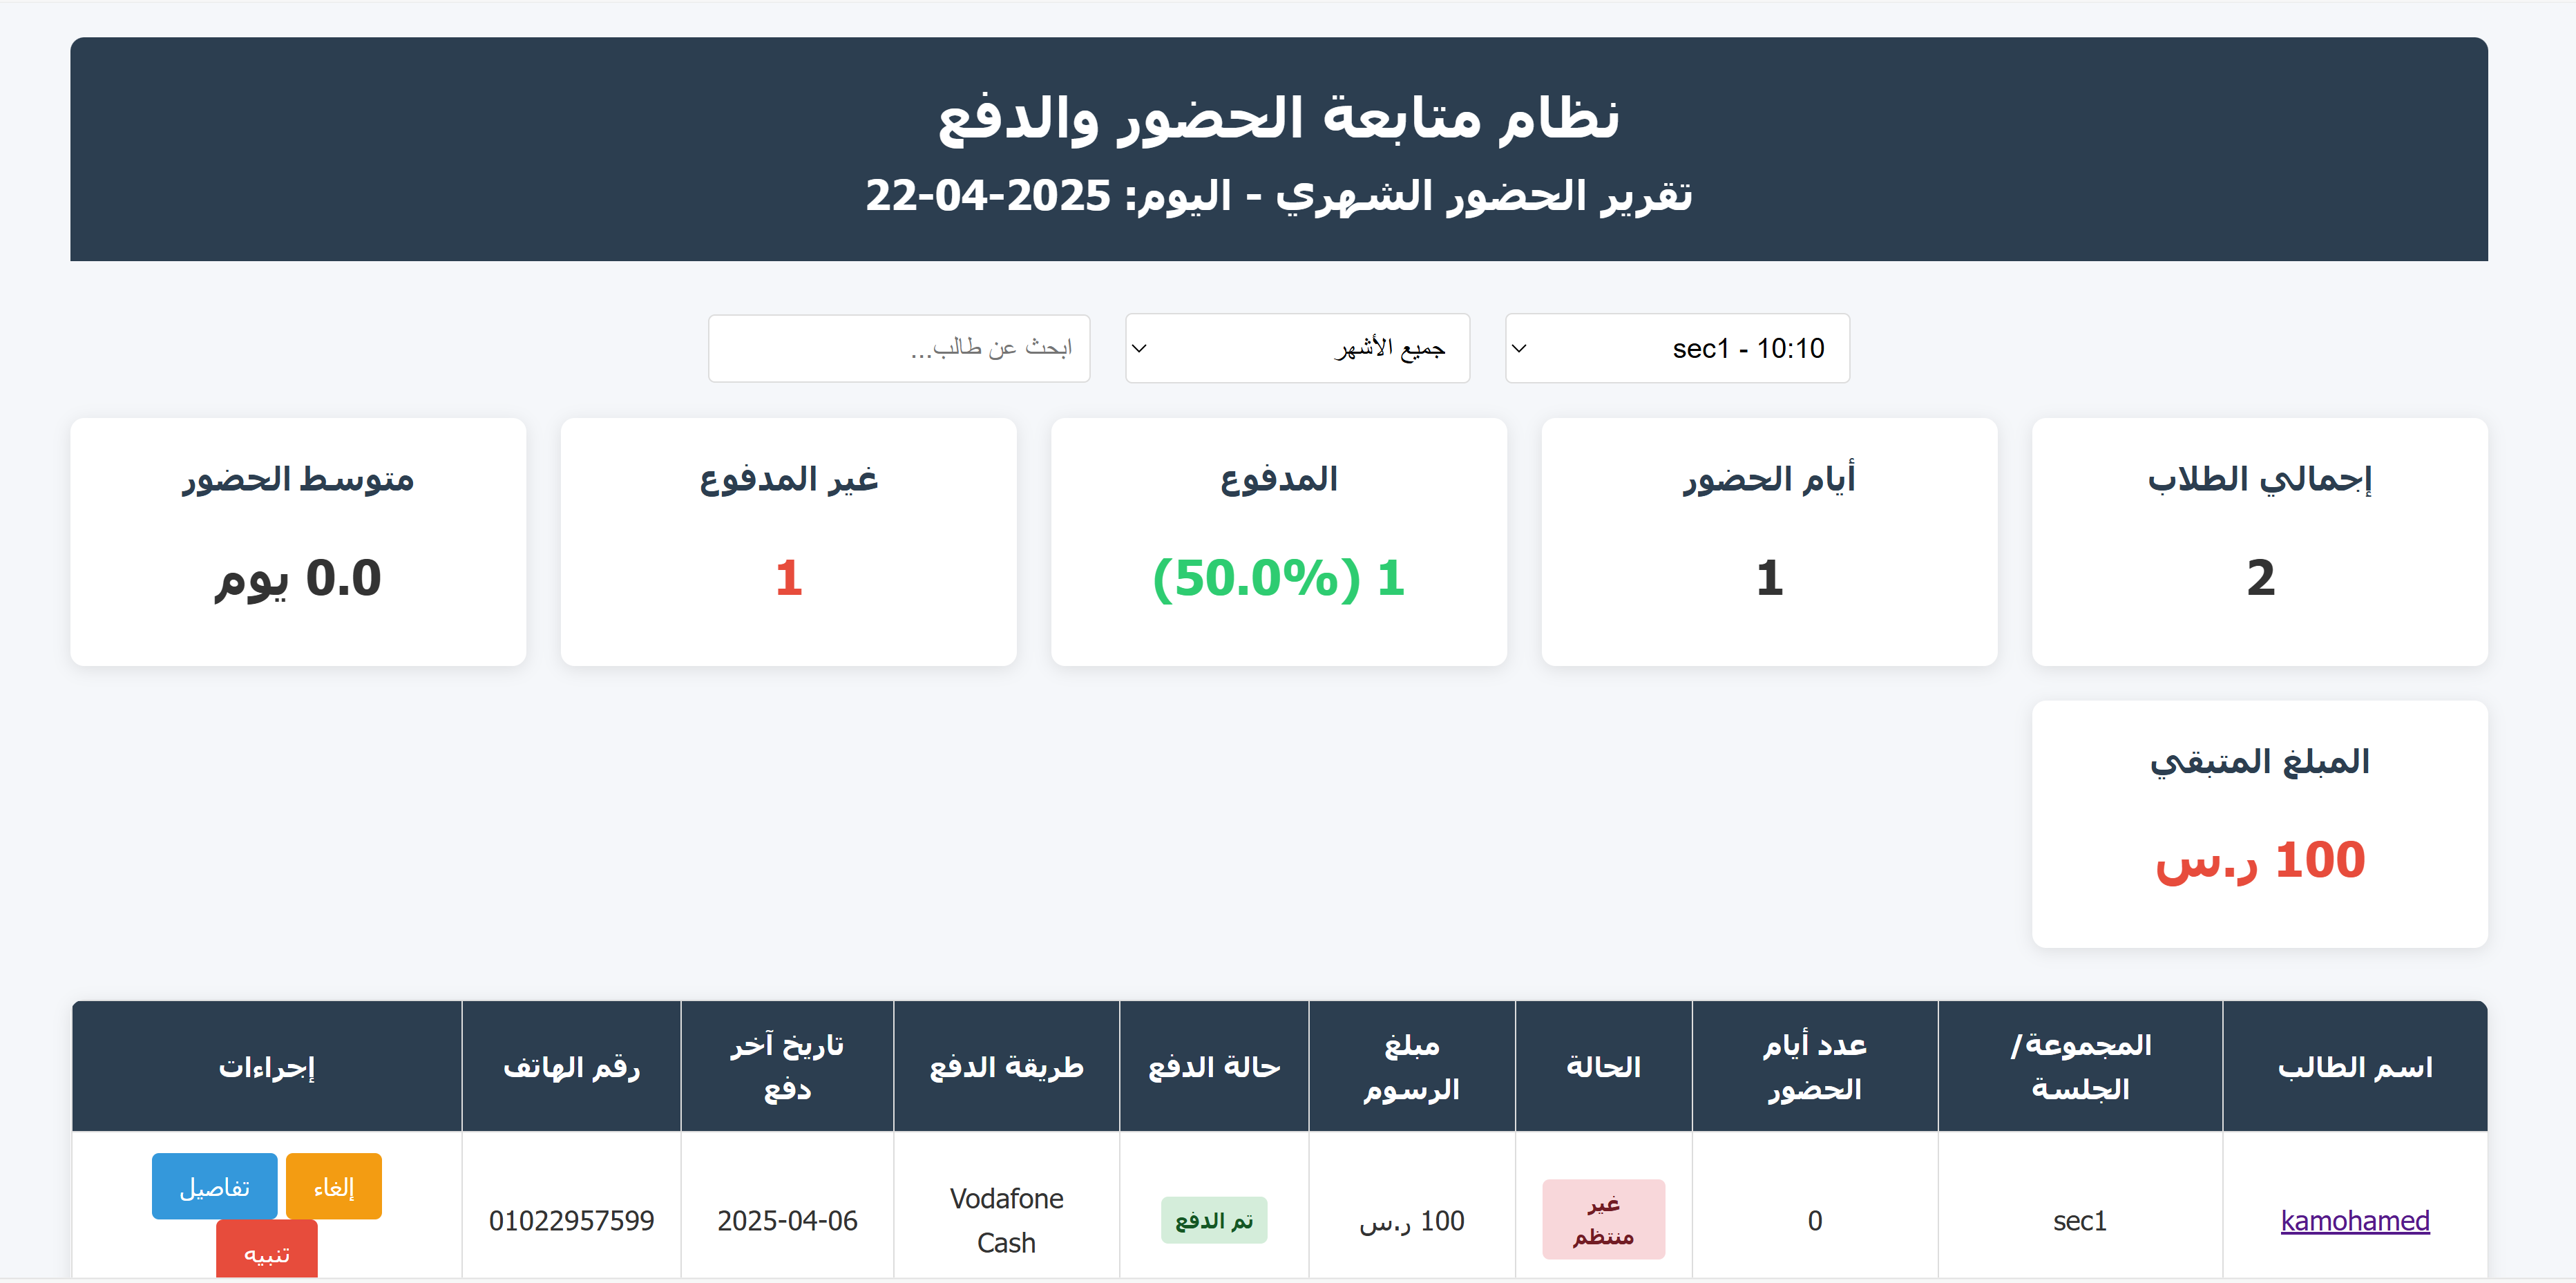 نظام متابعة الحضور والدفع
تقرير الحضور الشهري - اليوم: 2025-04-22
sec1 - 10:10
جميع الأشهر
ابحث عن طالب...
إجمالي الطلاب
2
أيام الحضور
1
المدفوع
1 (50.0%)
غير المدفوع
1
متوسط الحضور
0.0 يوم
المبلغ المتبقي
100 ر.س
اسم الطالب
المجموعة/
الجلسة
عدد أيام
الحضور
الحالة
مبلغ
الرسوم
حالة الدفع
طريقة الدفع
تاريخ آخر
دفع
رقم الهاتف
إجراءات
kamohamed
sec1
0
غير
منتظم
100 ر.س
تم الدفع
Vodafone
Cash
2025-04-06
01022957599
إلغاء
تفاصيل
تنبيه